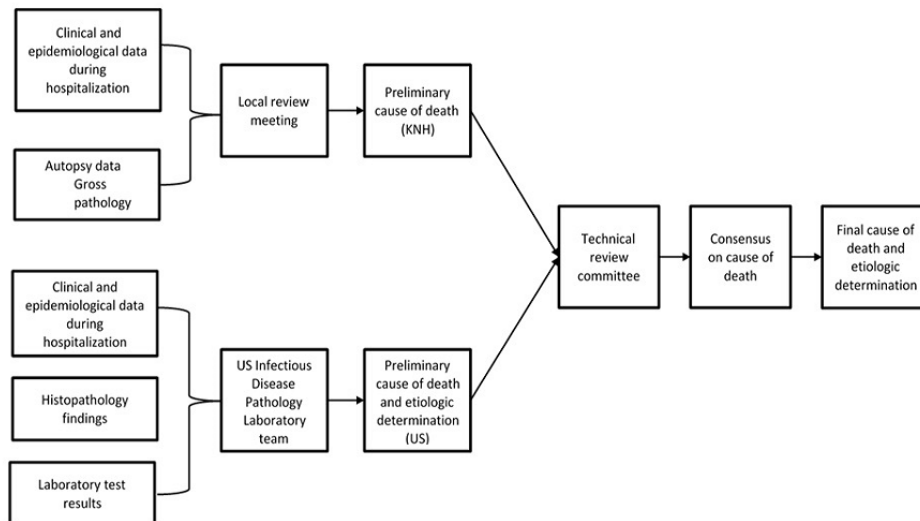 Clinical and
epidemiological data
during
hospitalization
Autopsy data
Gross
pathology
Local review
meeting
Preliminary
cause of death
(KNH)
Clinical and
epidemiological data
during
hospitalization
Histopathology
findings
Laboratory test
results
US Infectious
Disease
Pathology
Laboratory
team
Preliminary
cause of death
and etiologic
determination
(US)
Technical
review
committee
Consensus
on cause of
death
Final cause of
death and
etiologic
determination